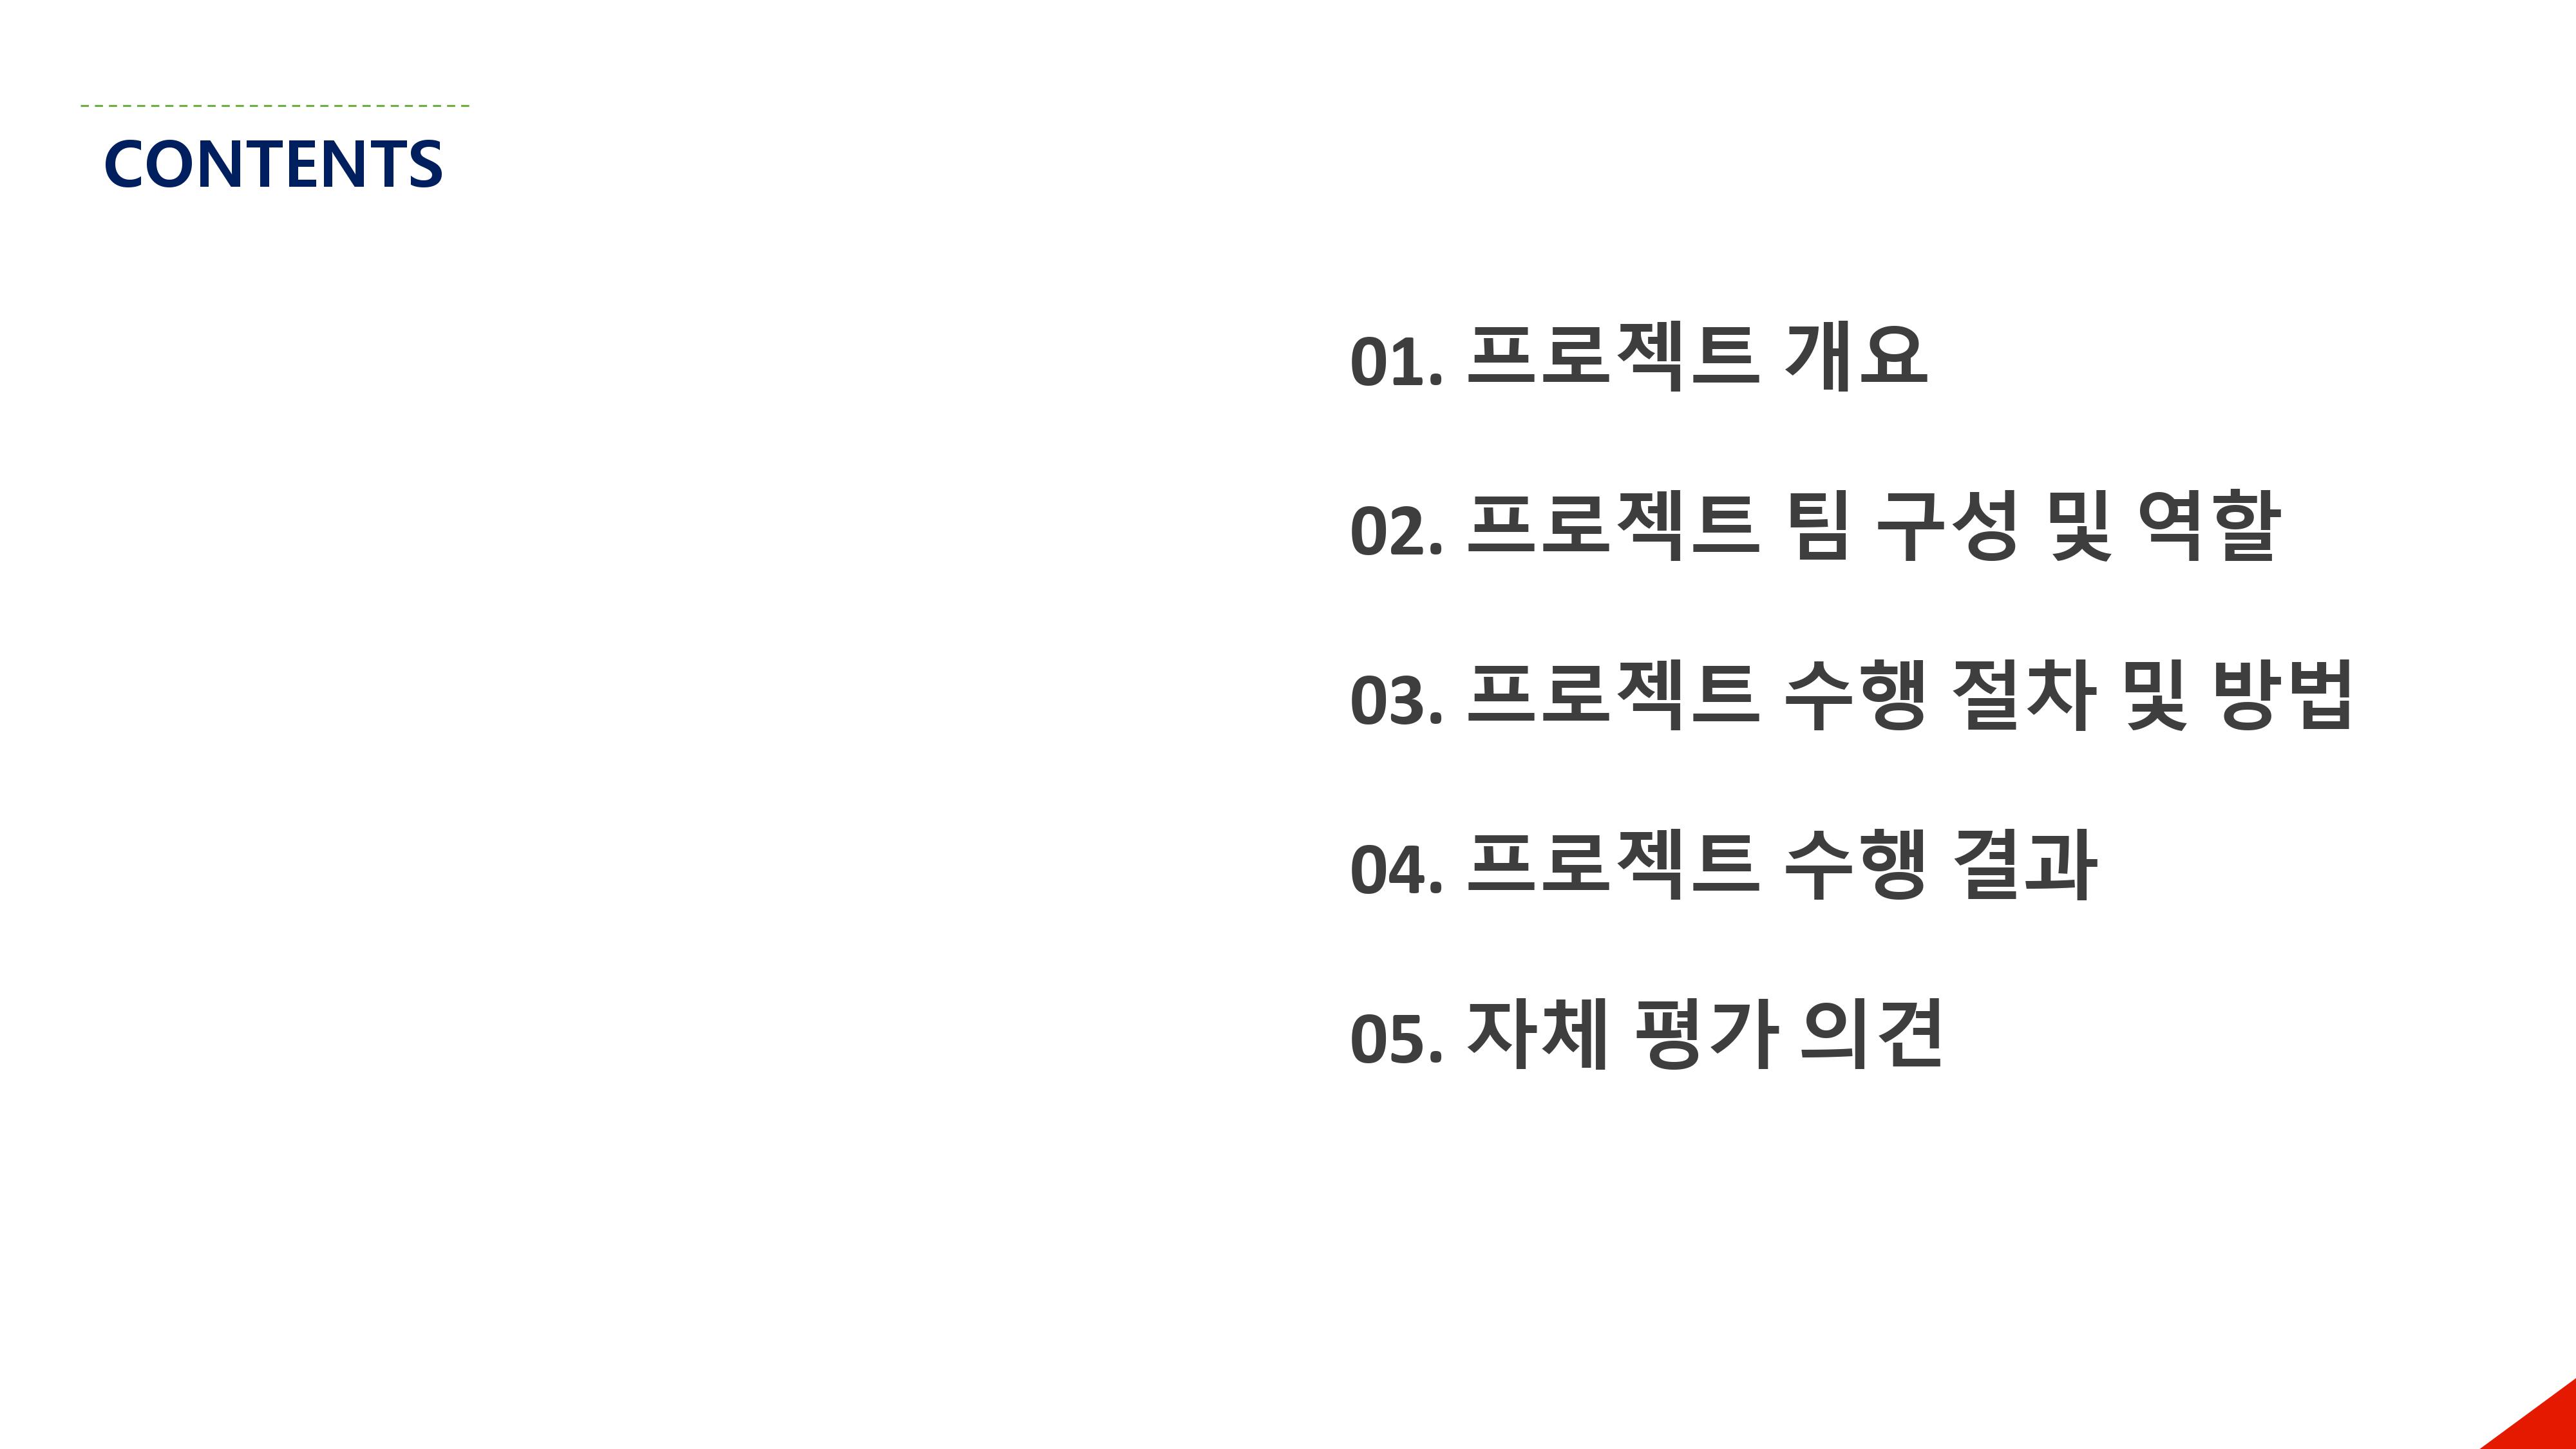 CONTENTS
01. 프로젝트 개요
02. 프로젝트 팀 구성 및 역할
03. 프로젝트 수행 절차 및 방법
04. 프로젝트 수행 결과
05. 자체 평가 의견